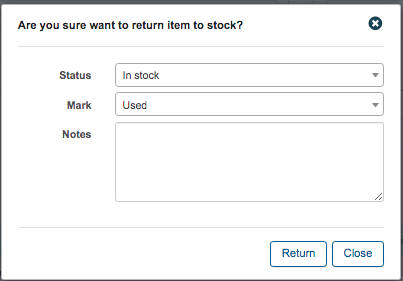 Are you sure want to return item to stock?
Status In stock
Mark Used
Notes
Return Close